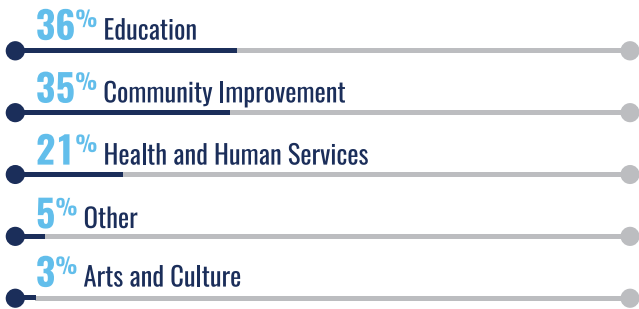 36% Education
35% Community Improvement
21% Health and Human Services
5% Other
3% Arts and Culture